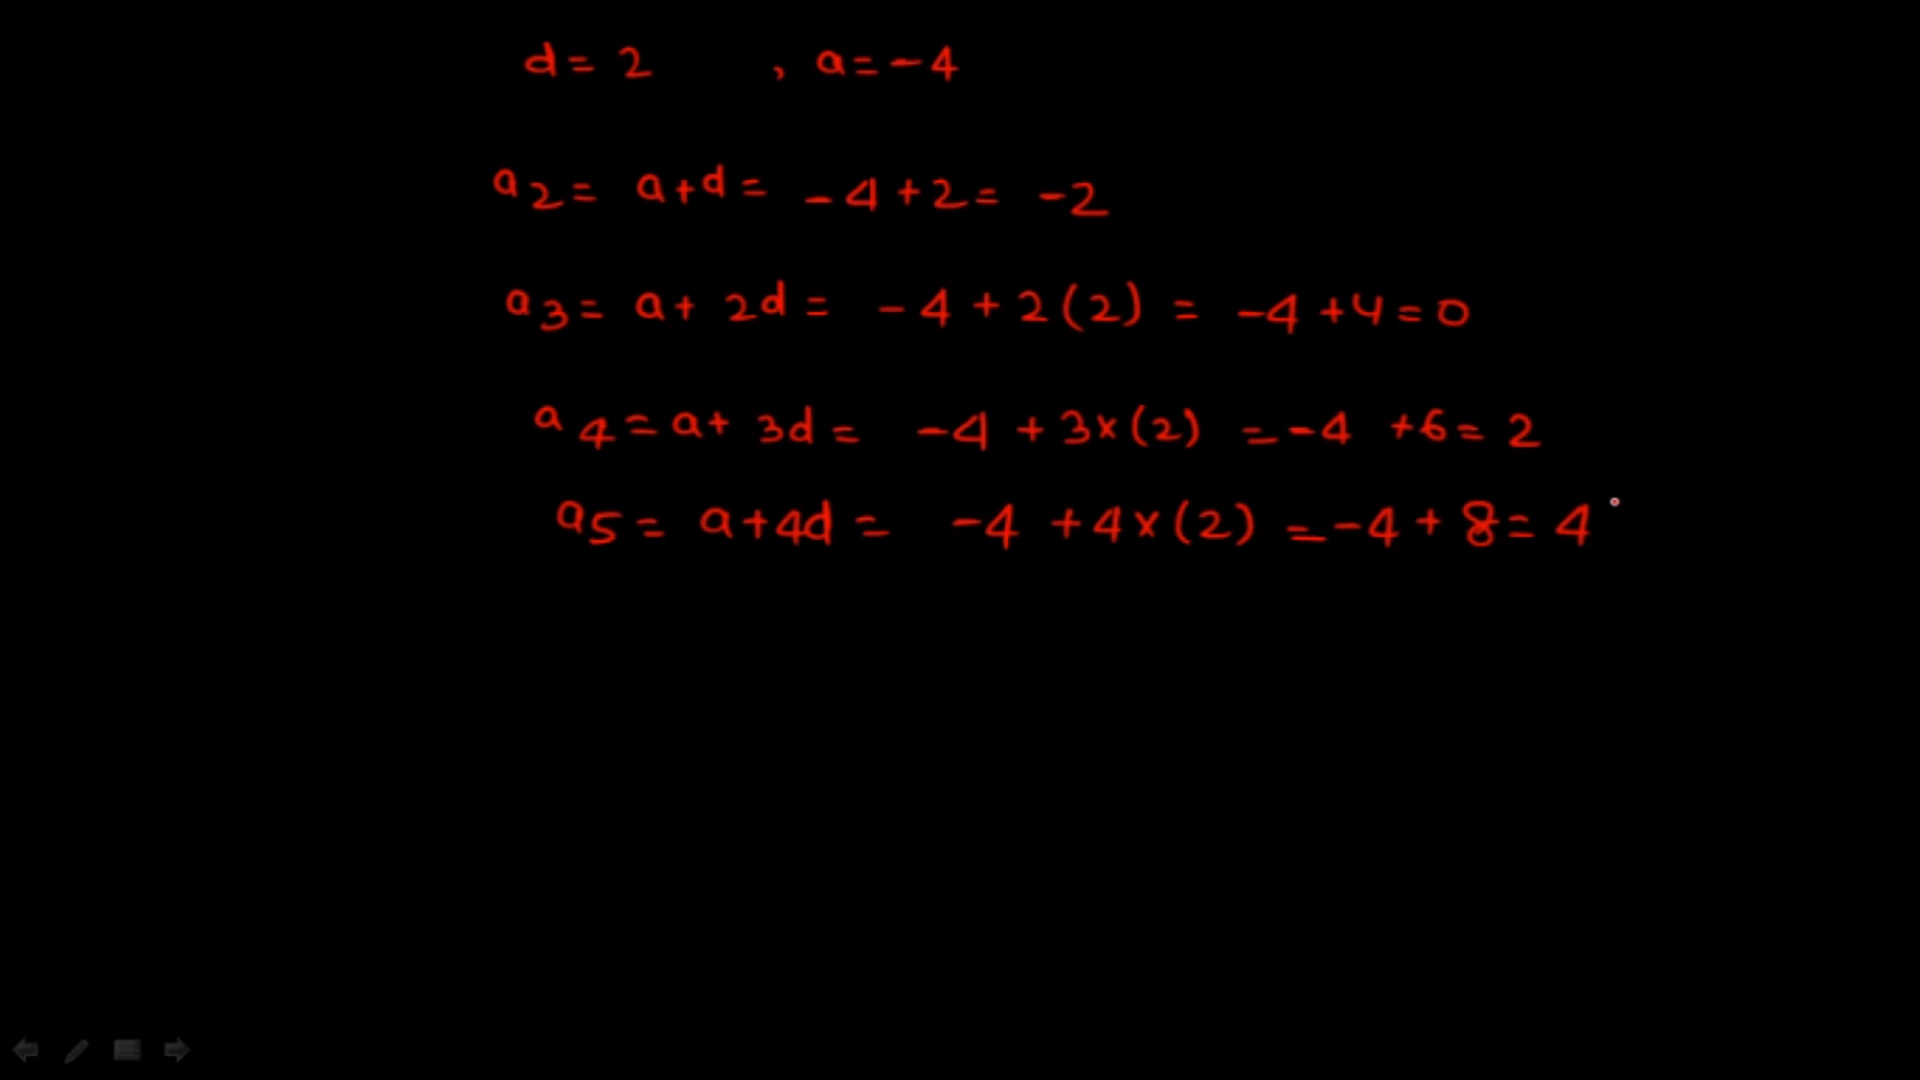 d = 2 , a = -4
a2 = a+d = -4+2 = -2
a3 = a+ 2d = -4 + 2(2) = -4 +4 = 0
a4 = a+ 3d = -4 + 3x(2) = -4 +6 = 2
a5 = a+4d = -4 +4x(2) = -4 + 8 = 4